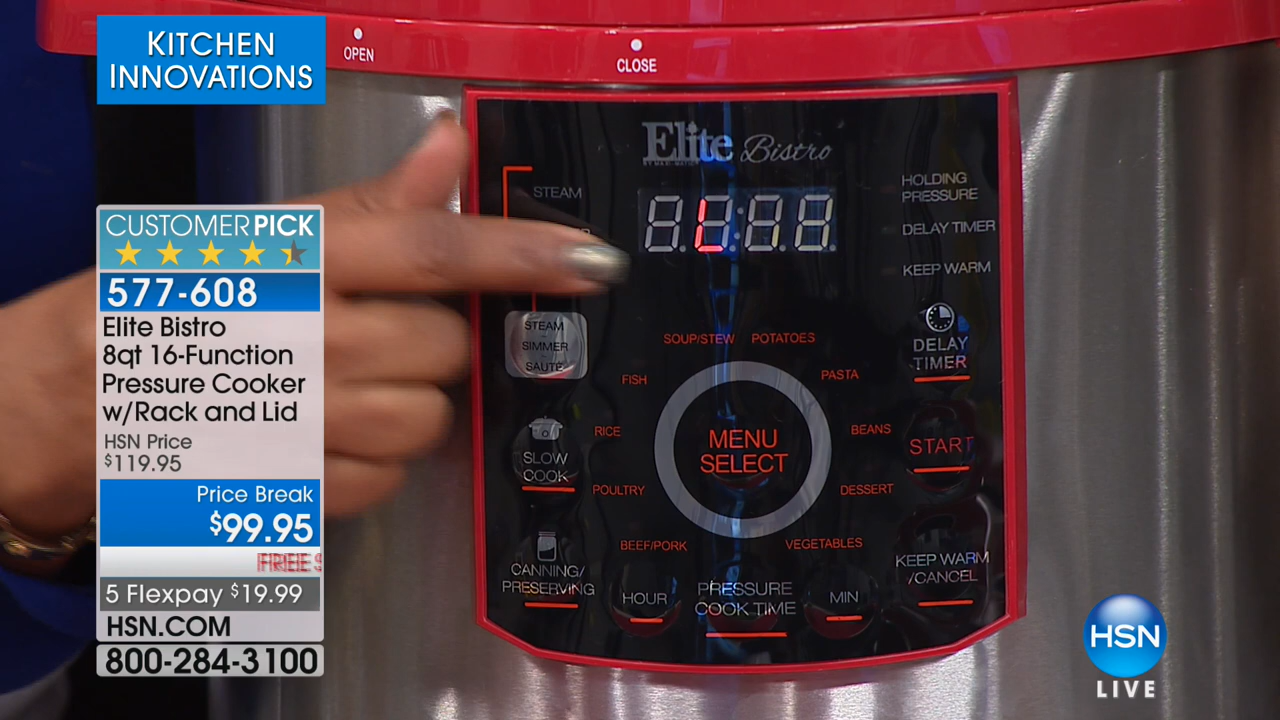 KITCHEN
INNOVATIONS
CUSTOMER PICK
577-608
Elite Bistro
8qt 16-Function
Pressure Cooker
w/Rack and Lid
HSN Price
$119.95
Price Break
$99.95
FREE S
5 Flexpay $19.99
HSN.COM
800-284-3100
OPEN
CLOSE
Elite Bistro
STEAM
HOLDING
PRESSURE
DELAY TIMER
KEEP WARM
STEAM
SIMMER
SAUTE
SOUP/STEW POTATOES
DELAY
TIMER
FISH
PASTA
RICE
BEANS
MENU
SELECT
START
SLOW
COOK
POULTRY
DESSERT
BEEF/PORK
VEGETABLES
CANNING/
PRESERVING
KEEP WARM
/CANCEL
HOUR
PRESSURE
COOK TIME
MIN
HSN
LIVE